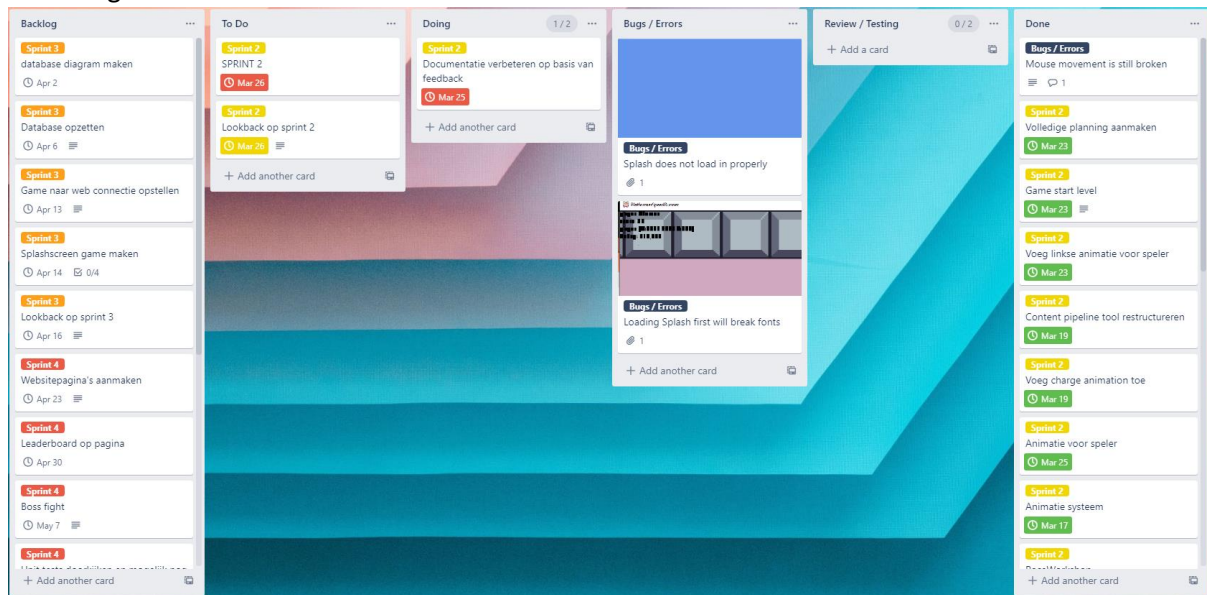 Backlog
Sprint 3
database diagram maken
Apr 2
Sprint 3
Database opzetten
Apr 6
Sprint 3
Game naar web connectie opstellen
Apr 13
Sprint 3
Splashscreen game maken
Apr 14 0/4
Sprint 3
Lookback op sprint 3
Apr 16
Sprint 4
Websitepagina's aanmaken
Apr 23
Sprint 4
Leaderboard op pagina
Apr 30
Sprint 4
Boss fight
May 7
Sprint 4
+ Add another card
To Do
Sprint 2
SPRINT 2
Mar 26
Sprint 2
Lookback op sprint 2
Mar 26
+ Add another card
Doing 1/2
Sprint 2
Documentatie verbeteren op basis van
feedback
Mar 25
+ Add another card
Bugs / Errors
Bugs / Errors
Splash does not load in properly
1
Bugs / Errors
Loading Splash first will break fonts
1
+ Add another card
Review / Testing 0/2
+ Add a card
Done
Bugs / Errors
Mouse movement is still broken
1
Sprint 2
Volledige planning aanmaken
Mar 23
Sprint 2
Game start level
Mar 23
Sprint 2
Voeg linkse animatie voor speler
Mar 23
Sprint 2
Content pipeline tool restructureren
Mar 19
Sprint 2
Voeg charge animation toe
Mar 19
Sprint 2
Animatie voor speler
Mar 25
Sprint 2
Animatie systeem
Mar 17
Sprint 2
+ Add another card